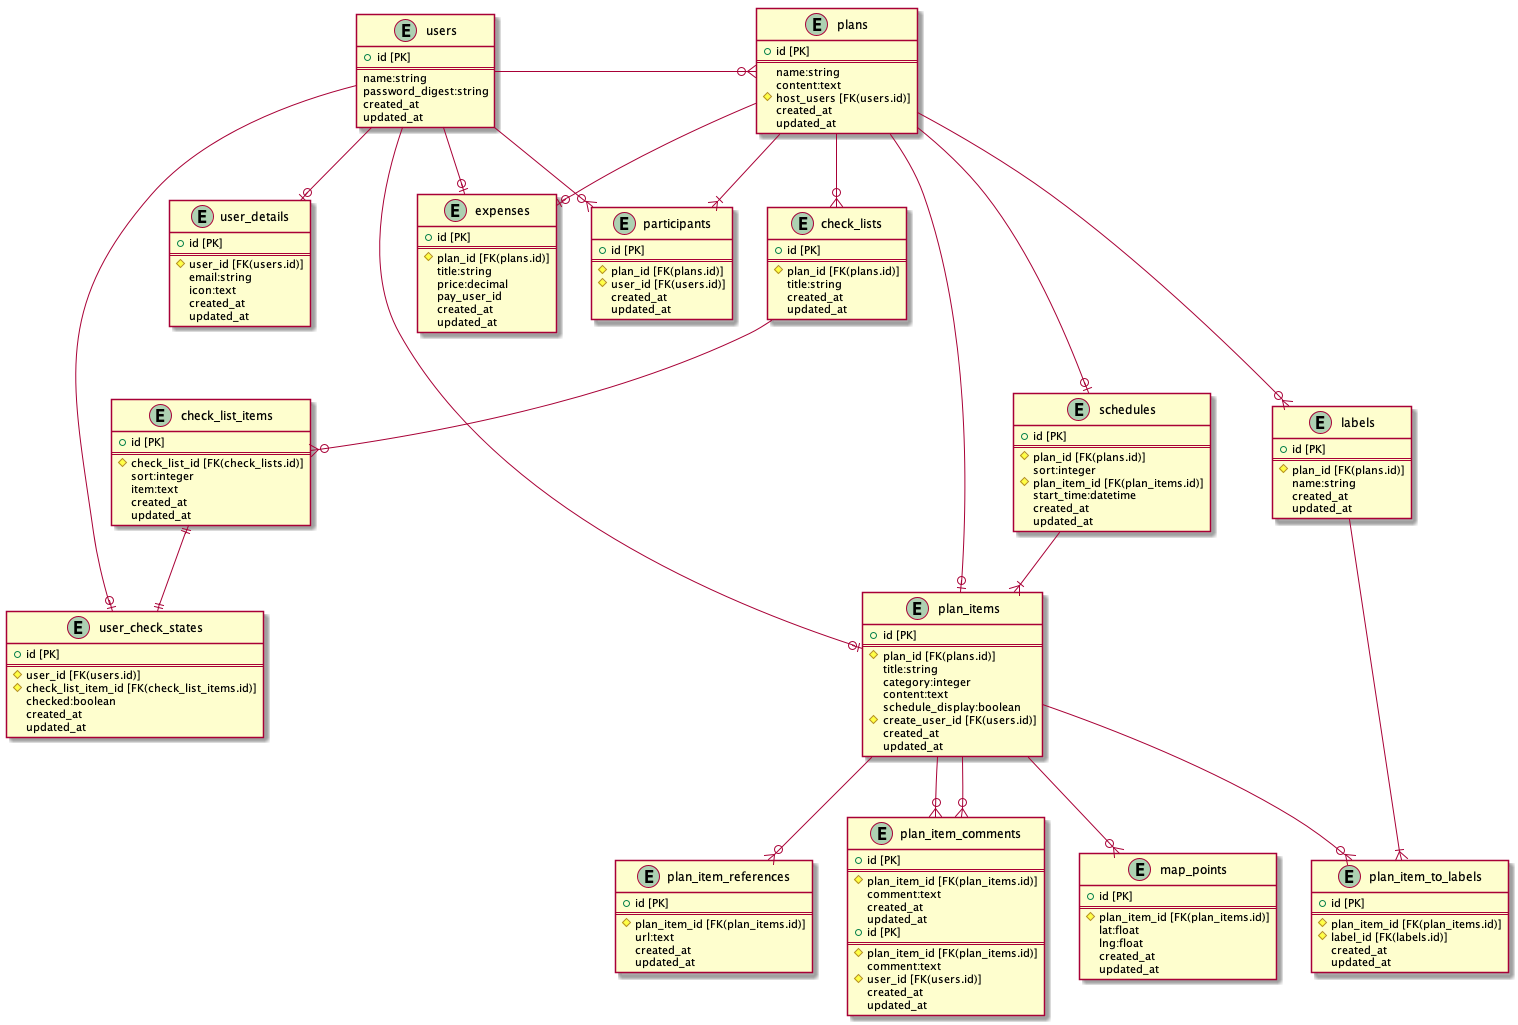 E users
id [PK]
name:string
password_digest:string
created_at
updated_at
E plans
id [PK]
name:string
content:text
host_users [FK(users.id)]
created_at
updated_at
E user_details
id [PK]
user_id [FK(users.id)]
email:string
icon:text
created_at
updated_at
E expenses
id [PK]
plan_id [FK(plans.id)]
title:string
price:decimal
pay_user_id
created_at
updated_at
E participants
id [PK]
plan_id [FK(plans.id)]
user_id [FK(users.id)]
created_at
updated_at
E check_lists
id [PK]
plan_id [FK(plans.id)]
title:string
created_at
updated_at
E check_list_items
id [PK]
check_list_id [FK(check_lists.id)]
sort:integer
item:text
created_at
updated_at
E schedules
id [PK]
plan_id [FK(plans.id)]
sort:integer
plan_item_id [FK(plan_items.id)]
start_time:datetime
created_at
updated_at
E labels
id [PK]
plan_id [FK(plans.id)]
name:string
created_at
updated_at
E user_check_states
id [PK]
user_id [FK(users.id)]
check_list_item_id [FK(check_list_items.id)]
checked:boolean
created_at
updated_at
E plan_items
id [PK]
plan_id [FK(plans.id)]
title:string
category:integer
content:text
schedule_display:boolean
create_user_id [FK(users.id)]
created_at
updated_at
E plan_item_references
id [PK]
plan_item_id [FK(plan_items.id)]
url:text
created_at
updated_at
E plan_item_comments
id [PK]
plan_item_id [FK(plan_items.id)]
comment:text
created_at
updated_at
id [PK]
plan_item_id [FK(plan_items.id)]
comment:text
user_id [FK(users.id)]
created_at
updated_at
E map_points
id [PK]
plan_item_id [FK(plan_items.id)]
lat:float
lng:float
created_at
updated_at
E plan_item_to_labels
id [PK]
plan_item_id [FK(plan_items.id)]
label_id [FK(labels.id)]
created_at
updated_at